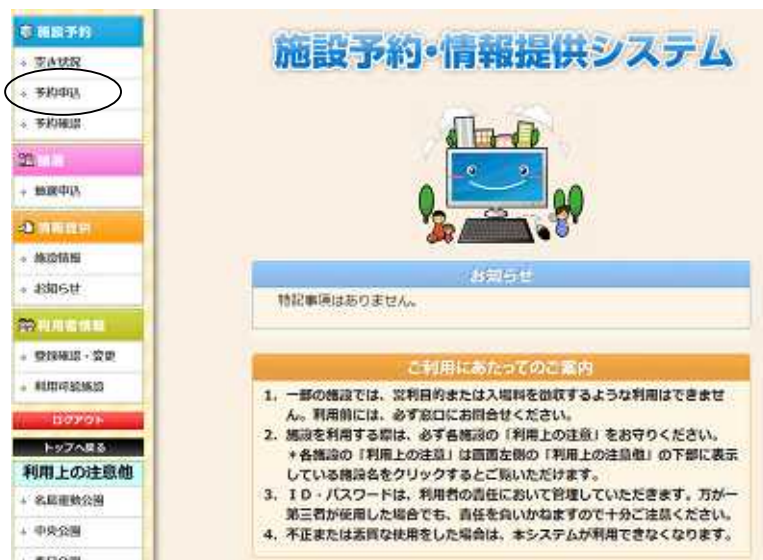 施設予約
空き状況
予約申込
予約確認
抽選
抽選申込
情報提供
施設情報
お知らせ
利用者情報
登録確認・変更
利用可能施設
ログアウト
トップへ戻る
利用上の注意他
名島運動公園
中央公園
春日公園
施設予約・情報提供システム
お知らせ
特記事項はありません。
ご利用にあたってのご案内
1. 一部の施設では、営利目的または入場料を徴収するような利用はできませ
ん。利用前には、必ず窓口にお問合せください。
2. 施設を利用する際は、必ず各施設の「利用上の注意」をお守りください。
＊各施設の「利用上の注意」は画面左側の「利用上の注意他」の下部に表示
している施設名をクリックするとご覧いただけます。
3. ＩＤ・パスワードは、利用者の責任において管理していただきます。万が一
第三者が使用した場合でも、責任を負いかねますので十分ご注意ください。
4. 不正または悪質な使用をした場合は、本システムが利用できなくなります。